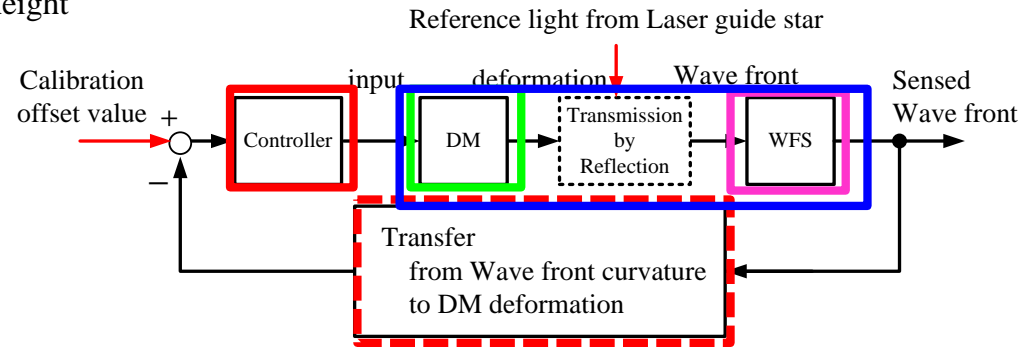 Reference light from Laser guide star
Calibration
offset value
input
deformation
Wave front
Sensed
Wave front
+
Controller
DM
Transmission
by
Reflection
WFS
−
Transfer
from Wave front curvature
to DM deformation